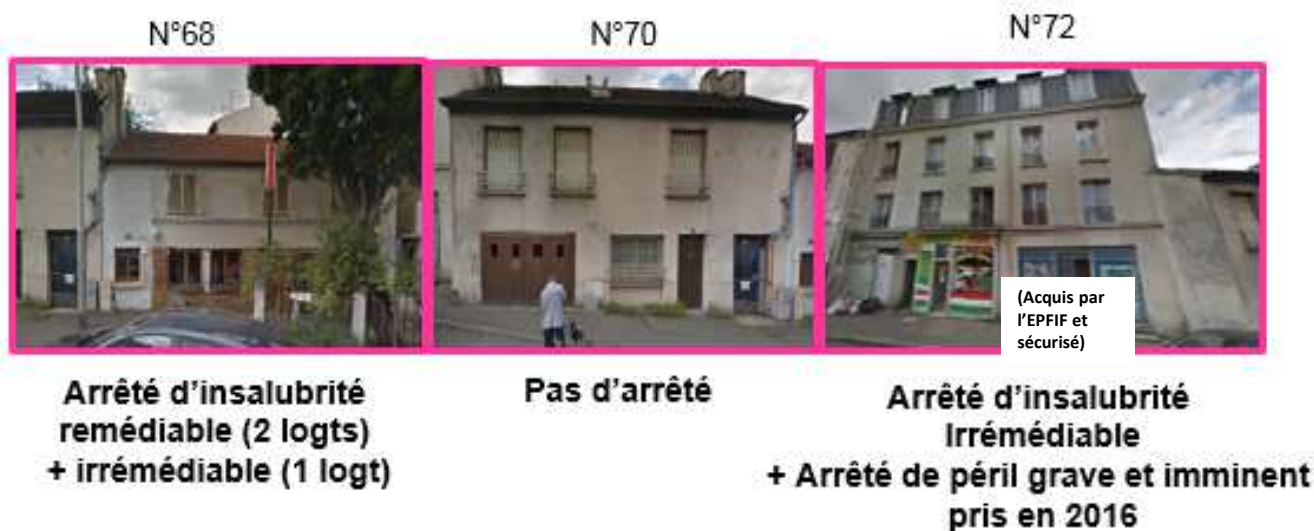 N°68
N°70
N°72
(Acquis par
l'EPFIF et
sécurisé)
Arrêté d'insalubrité
remédiable (2 logts)
+ irrémédiable (1 logt)
Pas d'arrêté
Arrêté d'insalubrité
Irrémédiable
+ Arrêté de péril grave et imminent
pris en 2016